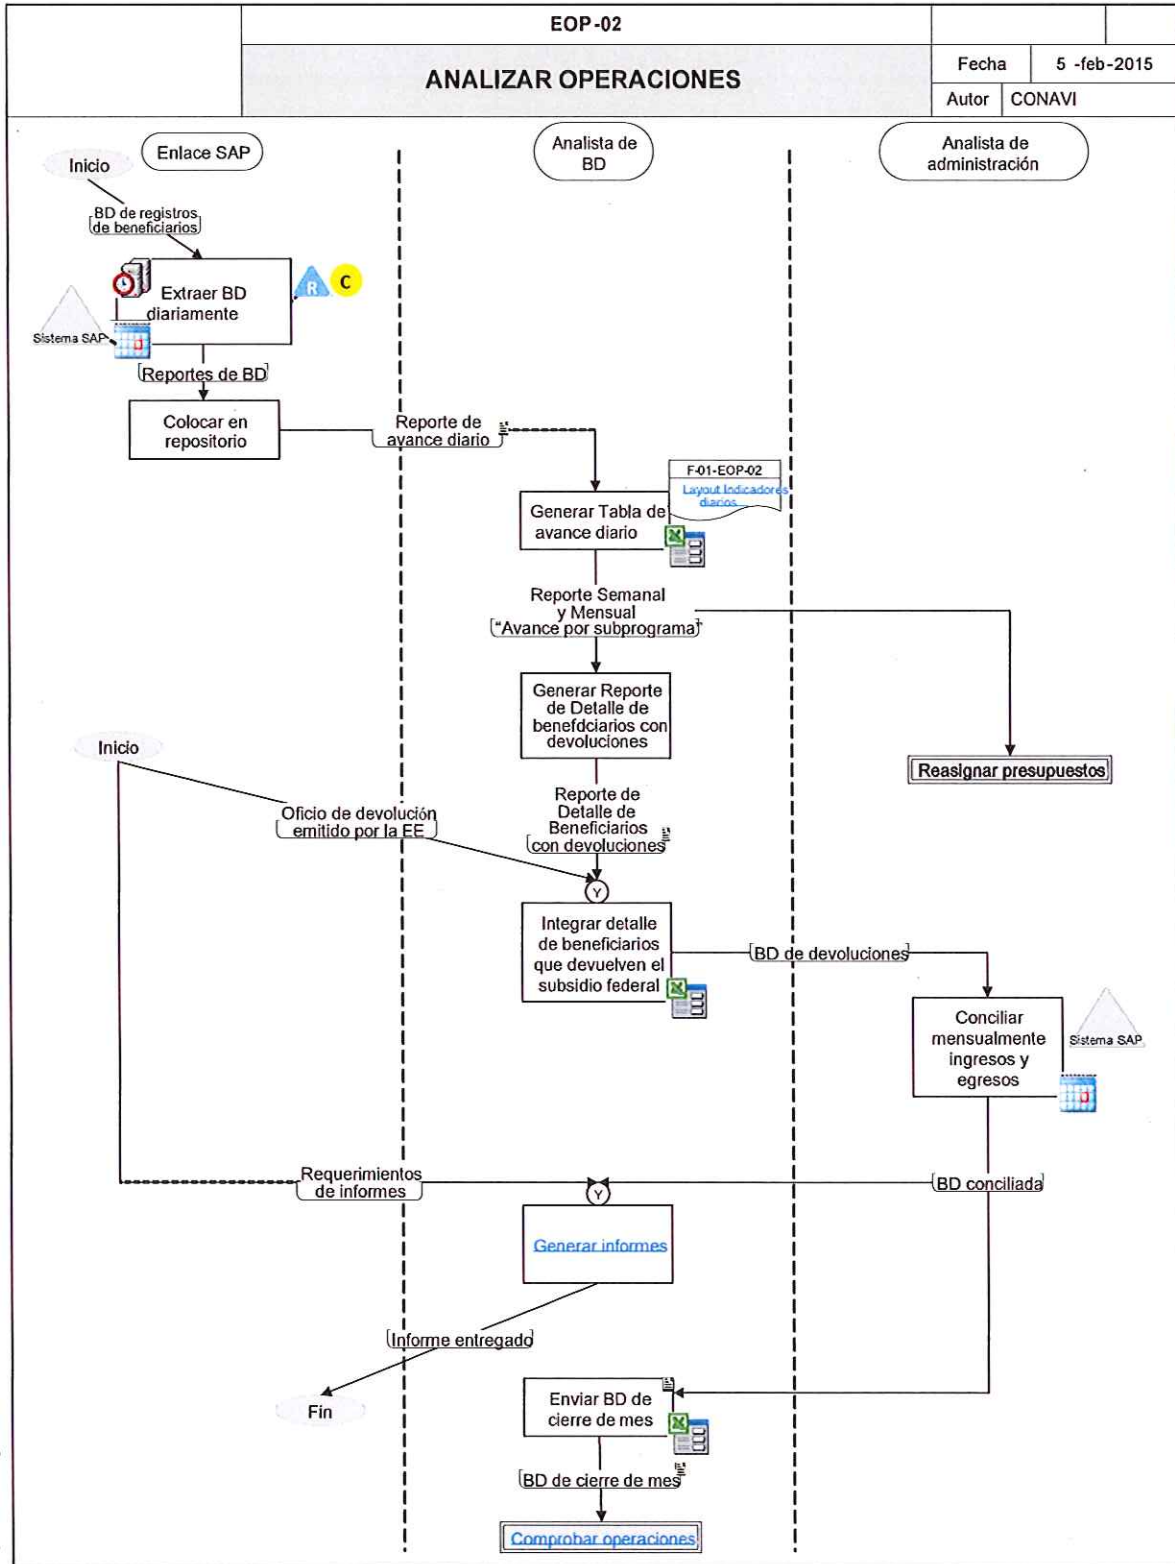 EOP-02
ANALIZAR OPERACIONES
Fecha
5 -feb-2015
Autor
CONAVI
Enlace SAP
Analista de
BD
Analista de
administración
Inicio
BD de registros
de beneficiarios
Extraer BD
diariamente
R
C
Sistema SAP
Reportes de BD
Colocar en
repositorio
Reporte de
avance diario
F-01-EOP-02
Layout Indicadores
diarios
Generar Tabla de
avance diario
Reporte Semanal
y Mensual
"Avance por subprograma"
Generar Reporte
de Detalle de
benefdciarios con
devoluciones
Reasignar presupuestos
Inicio
Oficio de devolución
emitido por la EE
Reporte de
Detalle de
Beneficiarios
con devoluciones
Y
Integrar detalle
de beneficiarios
que devuelven el
subsidio federal
BD de devoluciones
Conciliar
mensualmente
ingresos y
egresos
Sistema SAP
Requerimientos
de informes
Y
BD conciliada
Generar informes
Informe entregado
Fin
Enviar BD de
cierre de mes
BD de cierre de mes
Comprobar operaciones